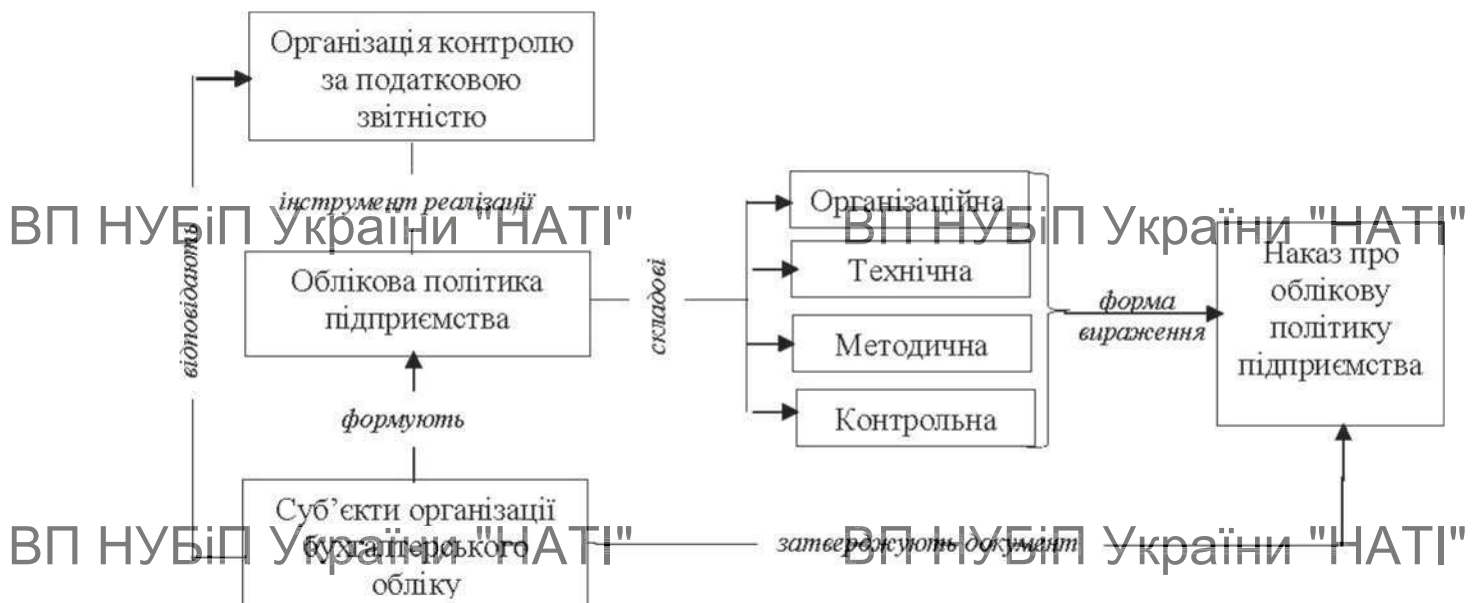 Організація контролю
за податковою
звітністю
інструмент реалізації
відповідають
Облікова політика
підприємства
складові
Організаційна
Технічна
Методична
Контрольна
форма
вираження
Наказ про
облікову
політику
підприємства
формують
Суб’єкти організації
бухгалтерського
обліку
затверджують документ
ВП НУБіП України "НАТІ"
ВП НУБіП України "НАТІ"
ВП НУБіП України "НАТІ"
ВП НУБіП України "НАТІ"